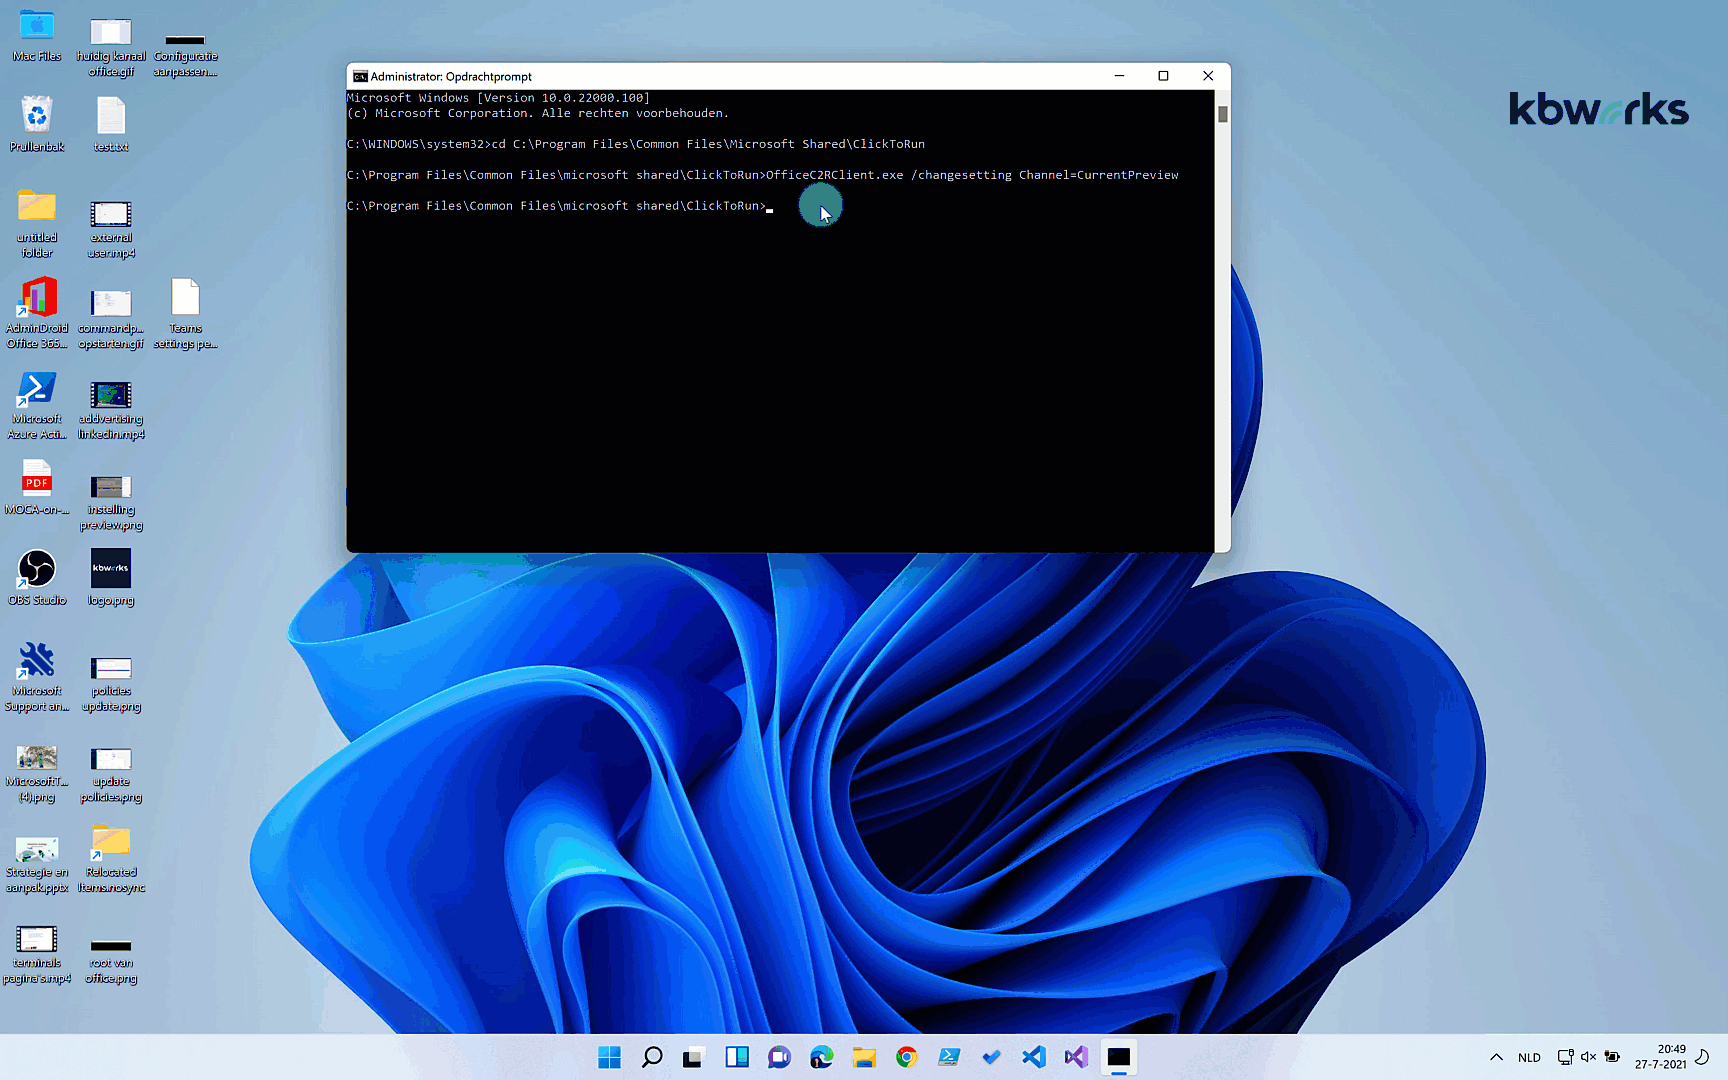 Mac Files
huidig kanaal
office.gif
Configuratie
aanpassen....
Prullenbak
test.txt
untitled
folder
external
user.mp4
AdminDroid
Office 365...
commandp...
opstarten.gif
Teams
settings pe...
Microsoft
Azure Acti...
addvertising
linkedin.mp4
PDF
MOCA-on-...
instelling
preview.png
OBS Studio
kbwerks
logo.png
Microsoft
Support an...
policies
update.png
MicrosoftT...
(4).png
update
policies.png
Strategie en
aanpak.pptx
Relocated
Items.nosync
terminals
pagina's.mp4
root van
office.png
Administrator: Opdrachtprompt
Microsoft Windows [Version 10.0.22000.100]
(c) Microsoft Corporation. Alle rechten voorbehouden.
C:\WINDOWS\system32>cd C:\Program Files\Common Files\Microsoft Shared\ClickToRun
C:\Program Files\Common Files\microsoft shared\ClickToRun>OfficeC2RClient.exe /changesetting Channel=CurrentPreview
C:\Program Files\Common Files\microsoft shared\ClickToRun>
kbwerks
NLD
20:49
27-7-2021